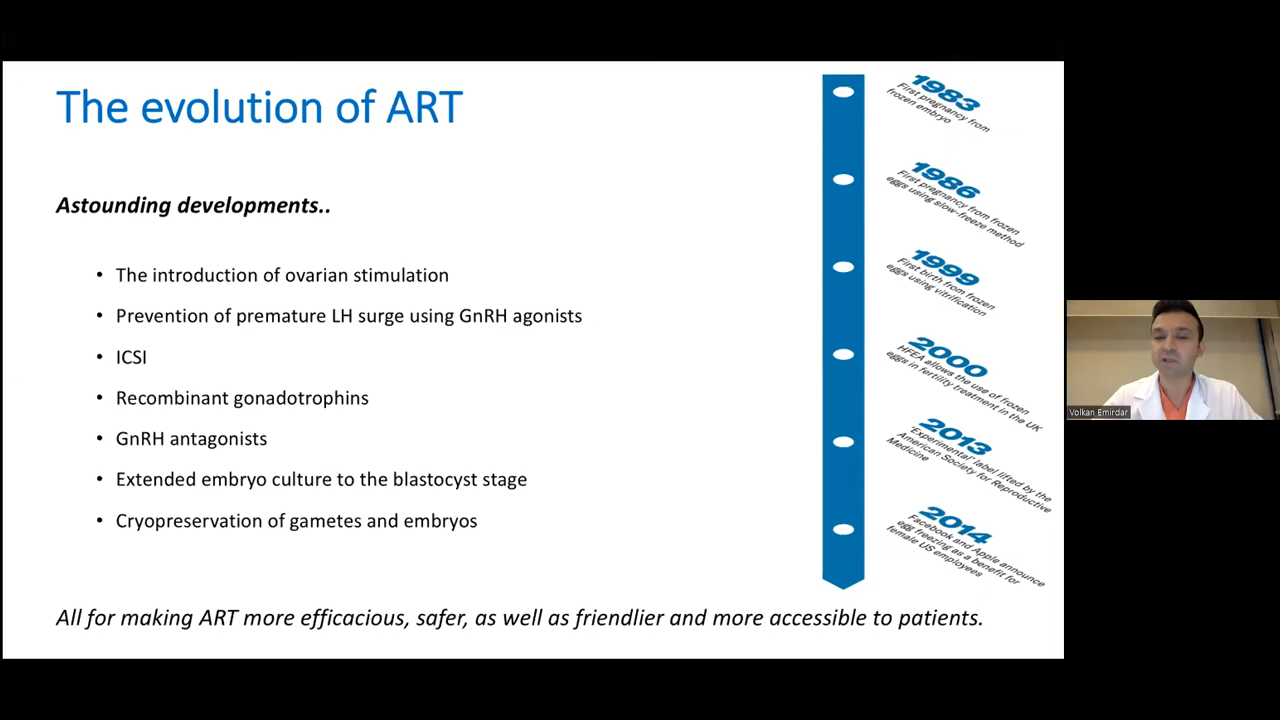 The evolution of ART
Astounding developments..
• The introduction of ovarian stimulation
• Prevention of premature LH surge using GnRH agonists
• ICSI
• Recombinant gonadotrophins
• GnRH antagonists
• Extended embryo culture to the blastocyst stage
• Cryopreservation of gametes and embryos
All for making ART more efficacious, safer, as well as friendlier and more accessible to patients.
1983
First pregnancy from
frozen embryo
1986
First pregnancy from frozen
eggs using slow-freeze method
1999
First birth from frozen
eggs using vitrification
2000
HFEA allows the use of frozen
eggs in fertility treatment in the UK
2013
'Experimental' label lifted by the
American Society for Reproductive
Medicine
2014
Facebook and Apple announce
egg freezing as a benefit for
female US employees
Volkan Emirdar